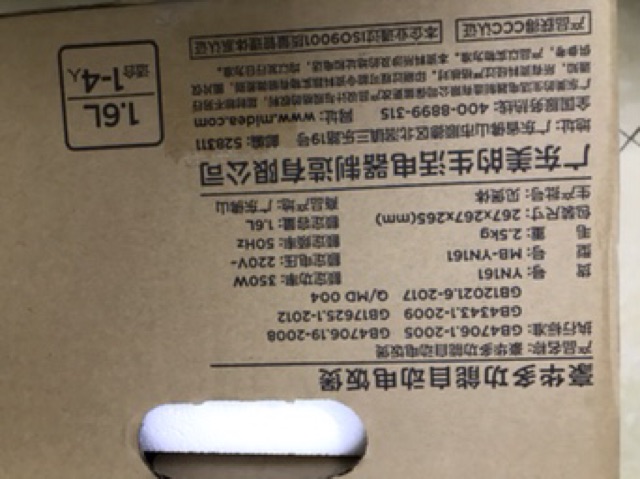 豪华多功能自动电饭煲
产品名称: 豪华多功能自动电饭煲
执行标准: GB4706.1-2005 GB4706.19-2008
GB4343.1-2009 GB17625.1-2012
GB12021.6-2017 Q/MD 004
货 号: YN161 额定功率: 350W
型 号: MB-YN161 额定电压: 220V~
毛 重: 2.5kg 额定频率: 50Hz
包装尺寸: 267x267x265(mm) 额定容量: 1.6L
生产批号: 见煲体 商品产地: 广东佛山
广东美的生活电器制造有限公司
地址: 广东省佛山市顺德区北滘镇三乐路19号 邮编: 528311
全国服务热线: 400-8899-315 网址: www.midea.com
1.6L
适合1-4人
产品获得CCC认证 本企业通过ISO9001质量管理体系认证